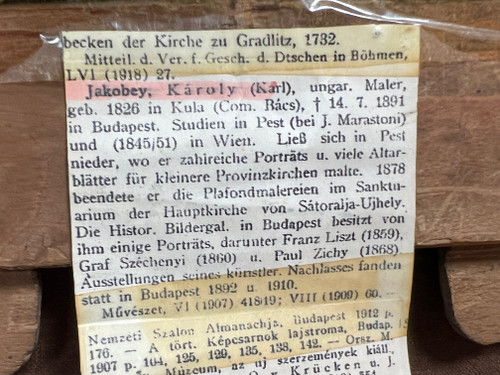 becken der Kirche zu Gradlitz, 1732.
Mitteil. d. Ver. f. Gesch. d. Dtschen in Böhmen,
LVI (1918) 27.
Jakobey, Károly (Karl), ungar. Maler,
geb. 1826 in Kula (Com. Rács), † 14. 7. 1891
in Budapest. Studien in Pest (bei J. Marastoni)
und (1845/51) in Wien. Ließ sich in Pest
nieder, wo er zahlreiche Porträts u. viele Altar-
blätter für kleinere Provinzkirchen malte. 1878
beendete er die Plafondmalereien im Sanktu-
arium der Hauptkirche von Sátoralja-Ujhely.
Die Histor. Bildergal. in Budapest besitzt von
ihm einige Porträts, darunter Franz Liszt (1859),
Graf Széchenyi (1860) u. Paul Zichy (1868)
Ausstellungen seines künstler. Nachlasses fanden
statt in Budapest 1892 u. 1910.
Művészet, VI (1907) 418/19; VIII (1909) 60. —
Nemzeti Szalon Almanachja, Budapest 1912 p.
176. — A tört. Képcsarnok lajstroma, Budap.
1907 p. 104, 125, 129, 135, 138, 142. — Orsz. M.
Múzeum, az uj szerzemények kiáll.,
Krücken u. J.